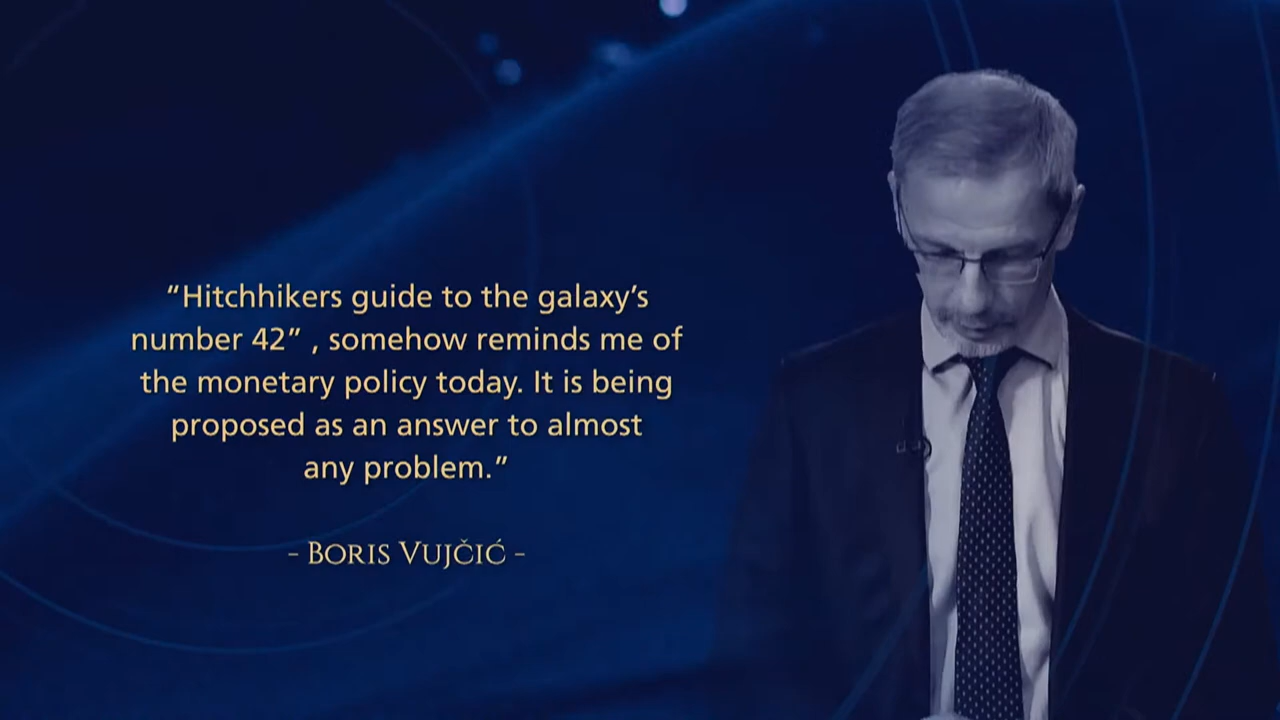 “Hitchhikers guide to the galaxy’s
number 42” , somehow reminds me of
the monetary policy today. It is being
proposed as an answer to almost
any problem.”
- Boris Vujčić -